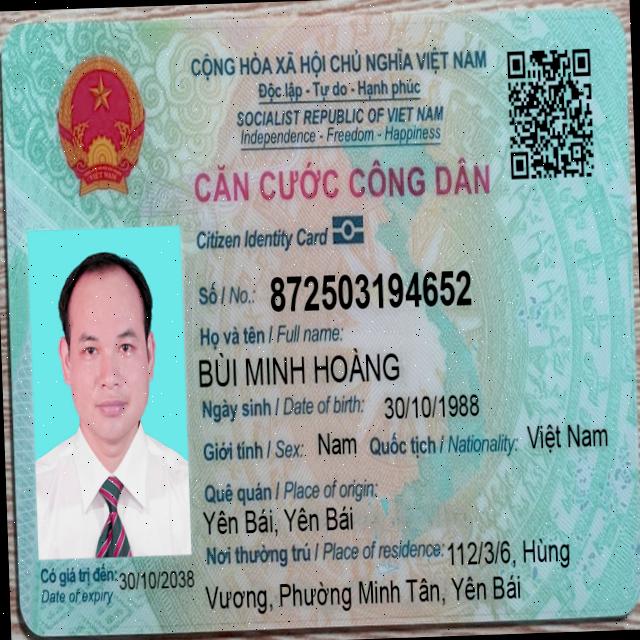 CỘNG HÒA XÃ HỘI CHỦ NGHĨA VIỆT NAM
Độc lập - Tự do - Hạnh phúc
SOCIALIST REPUBLIC OF VIET NAM
Independence - Freedom - Happiness
CĂN CƯỚC CÔNG DÂN
Citizen Identity Card
Số / No.: 872503194652
Họ và tên / Full name:
BÙI MINH HOÀNG
Ngày sinh / Date of birth: 30/10/1988
Giới tính / Sex: Nam Quốc tịch / Nationality: Việt Nam
Quê quán / Place of origin:
Yên Bái, Yên Bái
Nơi thường trú / Place of residence: 112/3/6, Hùng
Vương, Phường Minh Tân, Yên Bái
Có giá trị đến: 30/10/2038
Date of expiry
VIỆT NAM